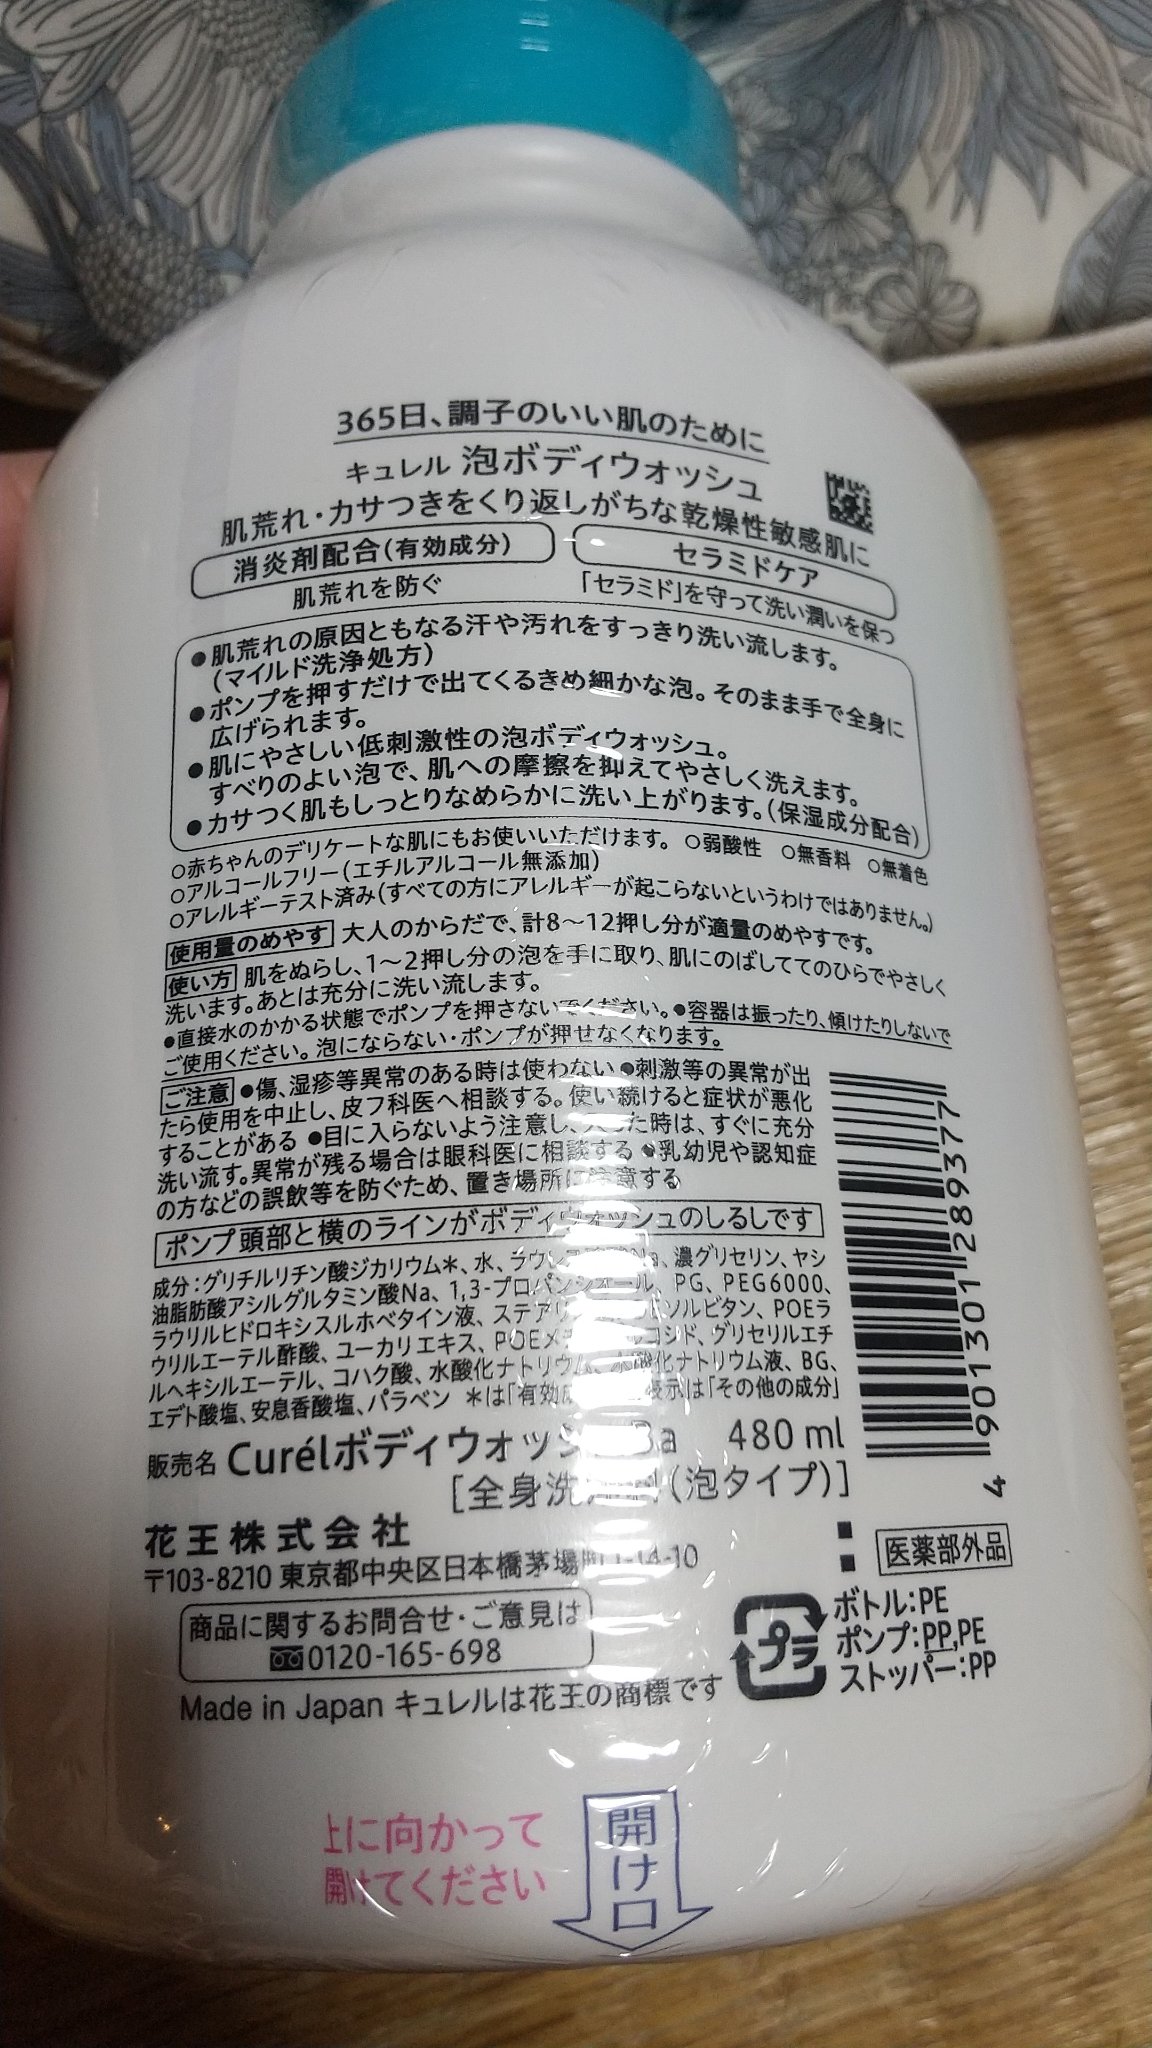 365日、調子のいい肌のために
キュレル 泡ボディウォッシュ
肌荒れ・カサつきをくり返しがちな乾燥性敏感肌に
消炎剤配合(有効成分)
肌荒れを防ぐ
セラミドケア
「セラミド」を守って洗い潤いを保つ
●肌荒れの原因ともなる汗や汚れをすっきり洗い流します。
(マイルド洗浄処方)
●ポンプを押すだけで出てくるきめ細かな泡。そのまま手で全身に
広げられます。
●肌にやさしい低刺激性の泡ボディウォッシュ。
すべりのよい泡で、肌への摩擦を抑えてやさしく洗えます。
●カサつく肌もしっとりなめらかに洗い上がります。(保湿成分配合)
○赤ちゃんのデリケートな肌にもお使いいただけます。 ○弱酸性 ○無香料 ○無着色
○アルコールフリー(エチルアルコール無添加)
○アレルギーテスト済み(すべての方にアレルギーが起こらないというわけではありません。)
使用量のめやす 大人のからだで、計8～12押し分が適量のめやすです。
使い方 肌をぬらし、1～2押し分の泡を手に取り、肌にのばしててのひらでやさしく
洗います。あとは充分に洗い流します。
●直接水のかかる状態でポンプを押さないでください。●容器は振ったり、傾けたりしないで
ご使用ください。泡にならない・ポンプが押せなくなります。
ご注意 ●傷、湿疹等異常のある時は使わない ●刺激等の異常が出
たら使用を中止し、皮フ科医へ相談する。使い続けると症状が悪化
することがある ●目に入らないよう注意し、った時は、すぐに充分
洗い流す。異常が残る場合は眼科医に相談する ●乳幼児や認知症
の方などの誤飲等を防ぐため、置き場所に注意する
ポンプ頭部と横のラインがボディウォッシュのしるしです
成分:グリチルリチン酸ジカリウム＊、水、ラウレ Na、濃グリセリン、ヤシ
油脂肪酸アシルグルタミン酸Na、1,3-プロパンジオール、PG、PEG6000、
ラウリルヒドロキシスルホベタイン液、ステアリ ソルビタン、POEラ
ウリルエーテル酢酸、ユーカリエキス、POEメ コシド、グリセリルエチ
ルヘキシルエーテル、コハク酸、水酸化ナトリウム、水酸化ナトリウム液、BG、
エデト酸塩、安息香酸塩、パラベン ＊は「有効 表示は「その他の成分」
販売名 Curélボディウォッシ a 480 ml
[全身洗 料(泡タイプ)]
花王株式会社
〒103-8210 東京都中央区日本橋茅場町1-14-10
医薬部外品
商品に関するお問合せ・ご意見は
0120-165-698
Made in Japan キュレルは花王の商標です
プラ
ボトル:PE
ポンプ:PP,PE
ストッパー:PP
4 901301 289377
上に向かって
開けてください
開け口